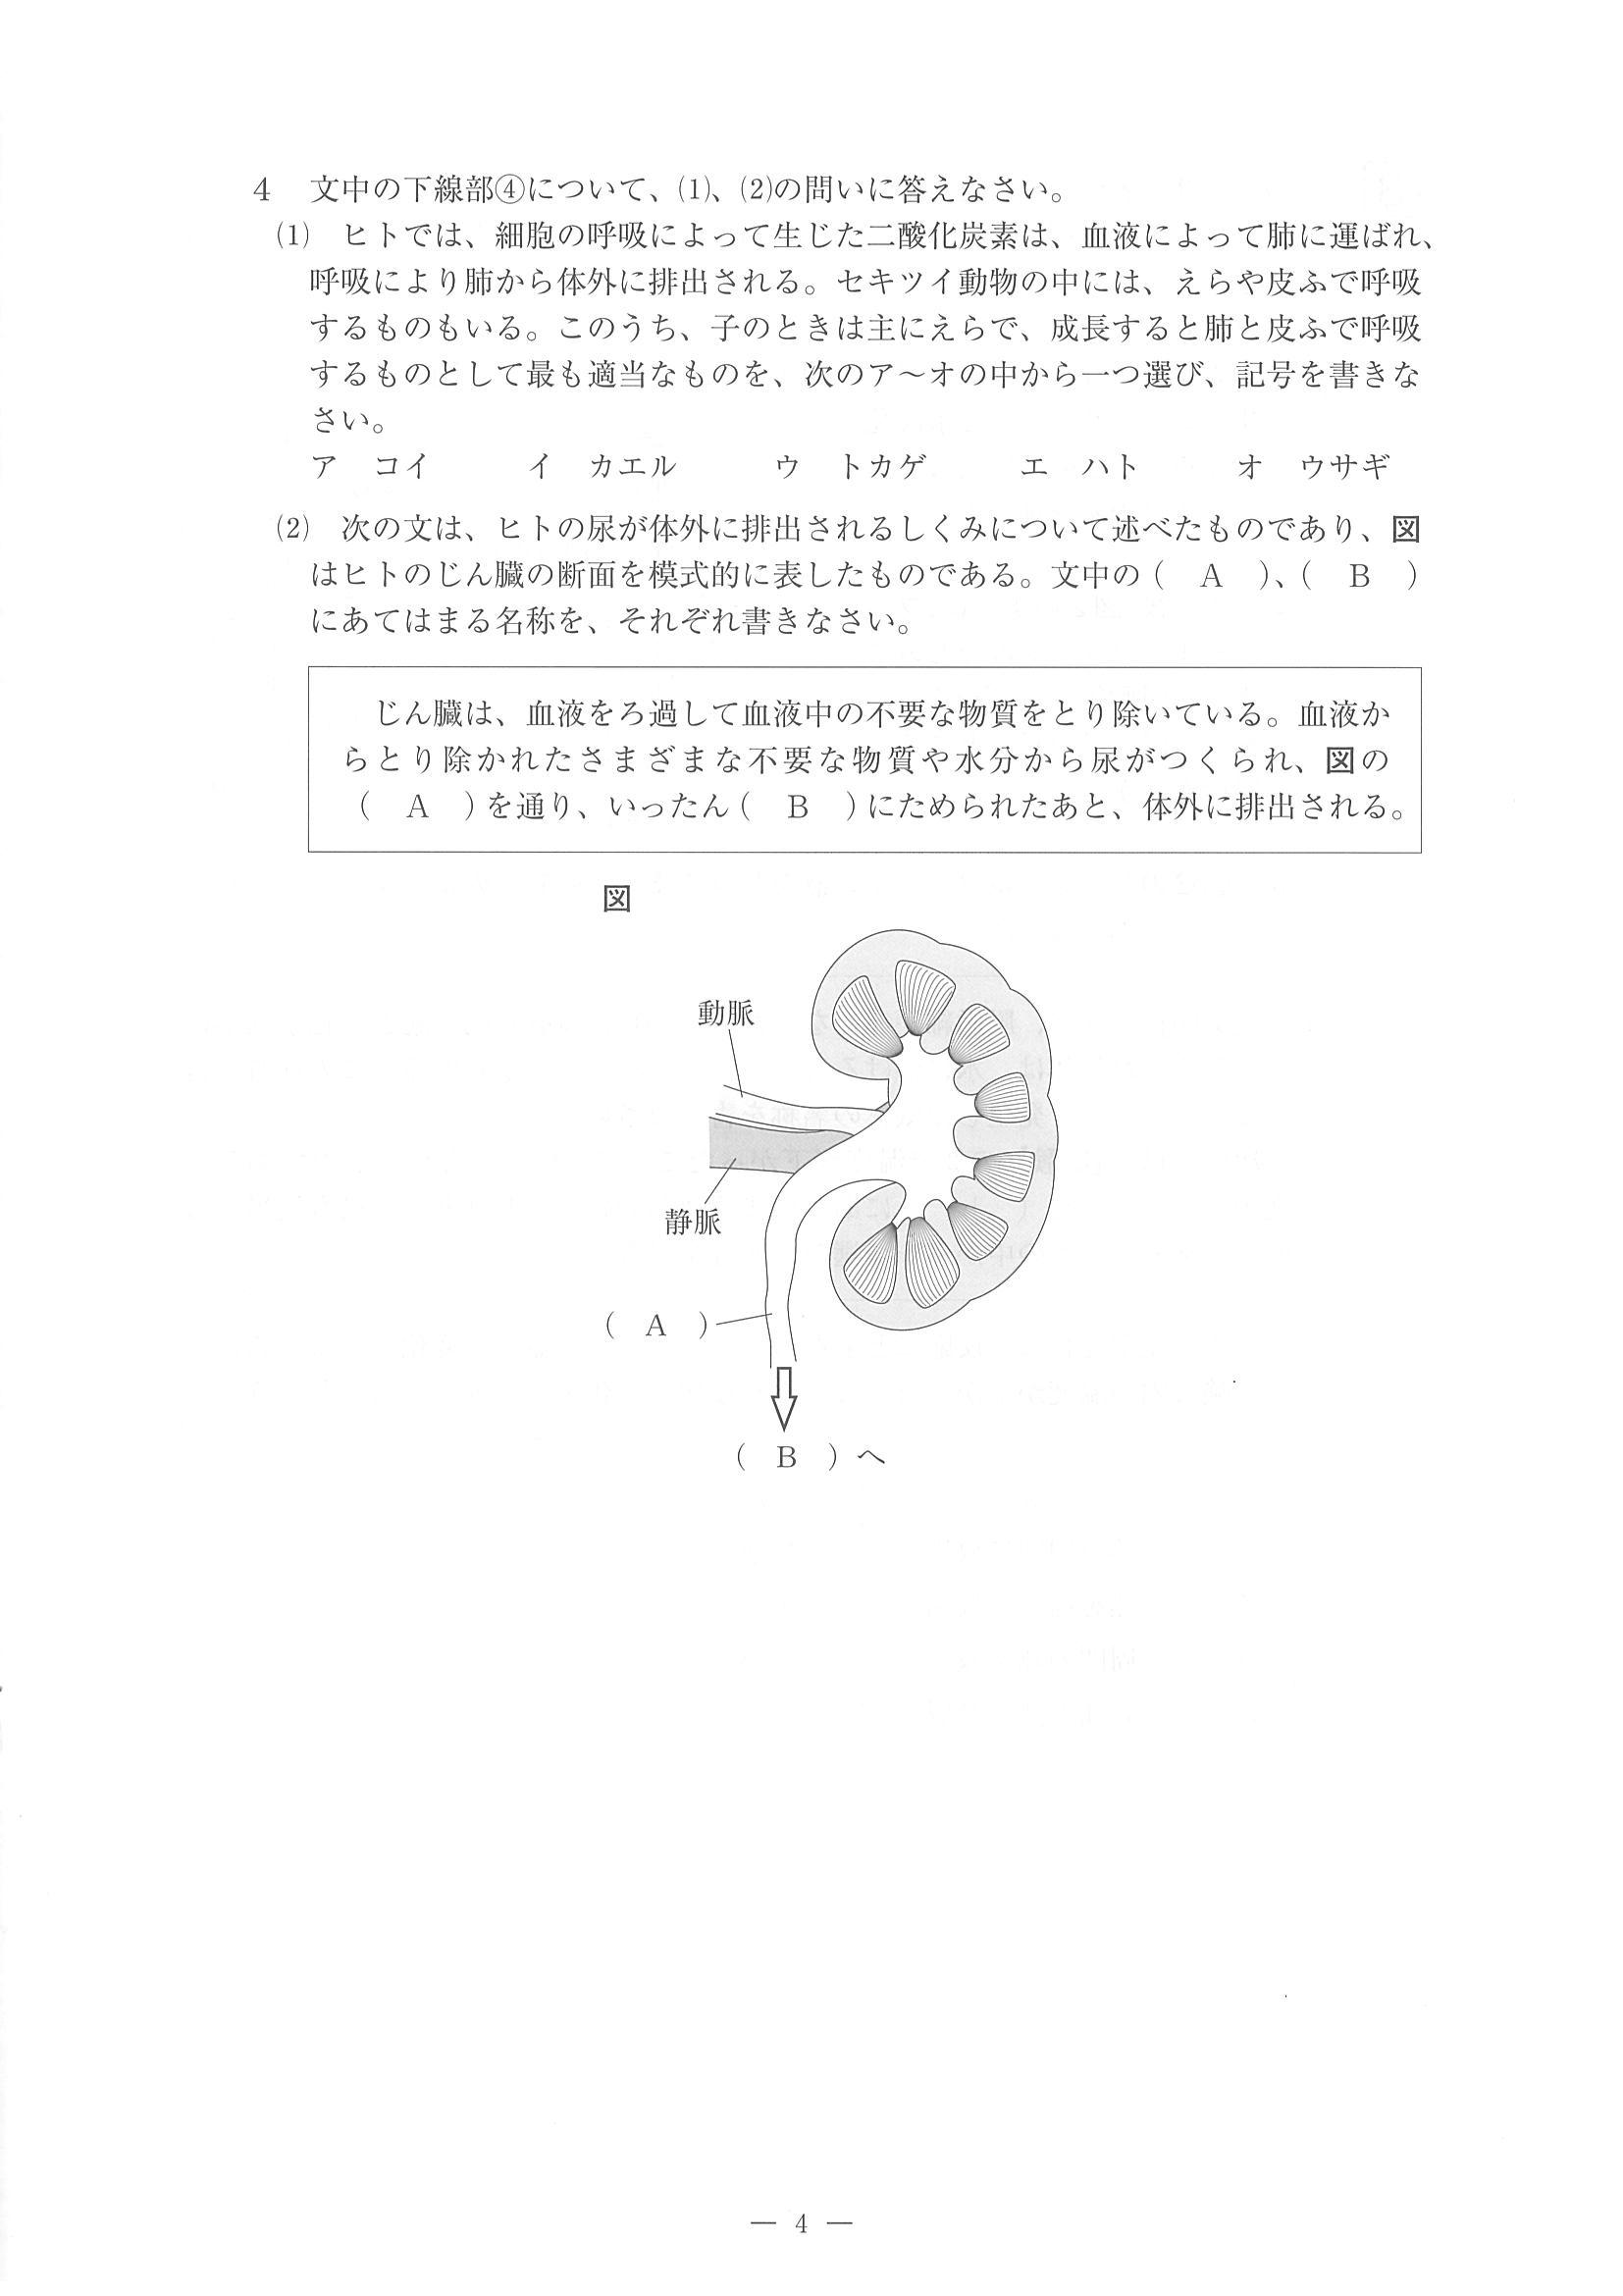 4 文中の下線部④について、(1)、(2)の問いに答えなさい。
(1) ヒトでは、細胞の呼吸によって生じた二酸化炭素は、血液によって肺に運ばれ、
呼吸により肺から体外に排出される。セキツイ動物の中には、えらや皮ふで呼吸
するものもいる。このうち、子のときは主にえらで、成長すると肺と皮ふで呼吸
するものとして最も適当なものを、次のア〜オの中から一つ選び、記号を書きな
さい。
ア コイ イ カエル ウ トカゲ エ ハト オ ウサギ
(2) 次の文は、ヒトの尿が体外に排出されるしくみについて述べたものであり、図
はヒトのじん臓の断面を模式的に表したものである。文中の( A )、( B )
にあてはまる名称を、それぞれ書きなさい。
じん臓は、血液をろ過して血液中の不要な物質をとり除いている。血液か
らとり除かれたさまざまな不要な物質や水分から尿がつくられ、図の
( A )を通り、いったん( B )にためられたあと、体外に排出される。
図
動脈
静脈
( A )
( B )へ
― 4 ―